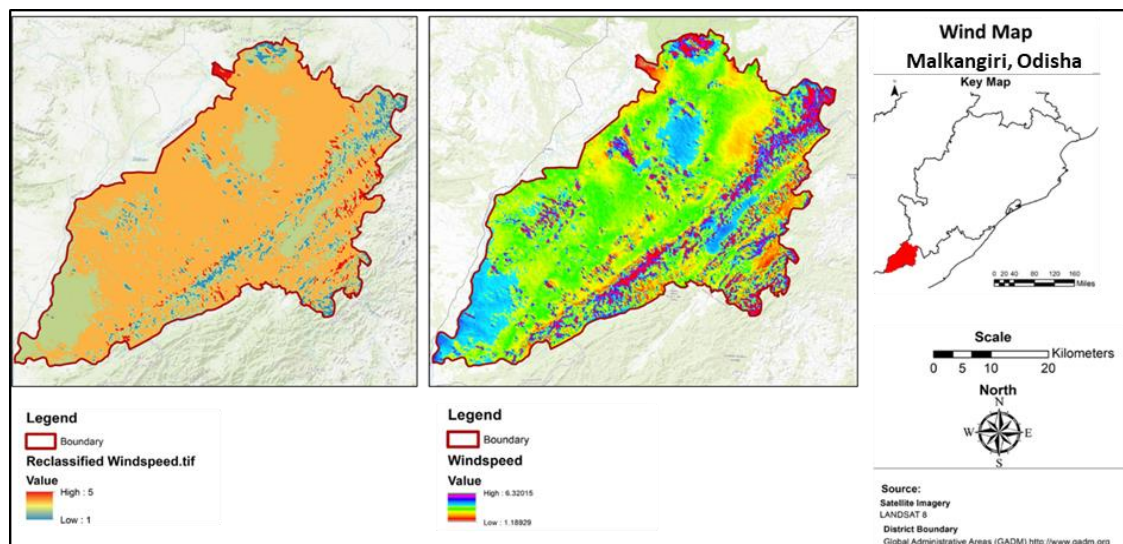 Wind Map
Malkangiri, Odisha
Key Map
0 20 40 80 120 160
Miles
Scale
Kilometers
0 5 10 20
North
N
W E
S
Source:
Satellite Imagery
LANDSAT 8
District Boundary
Global Administrative Areas (GADM) http://www.gadm.org
Legend
Boundary
Reclassified Windspeed.tif
Value
High : 5
Low : 1
Legend
Boundary
Windspeed
Value
High : 6.32015
Low : 1.18929